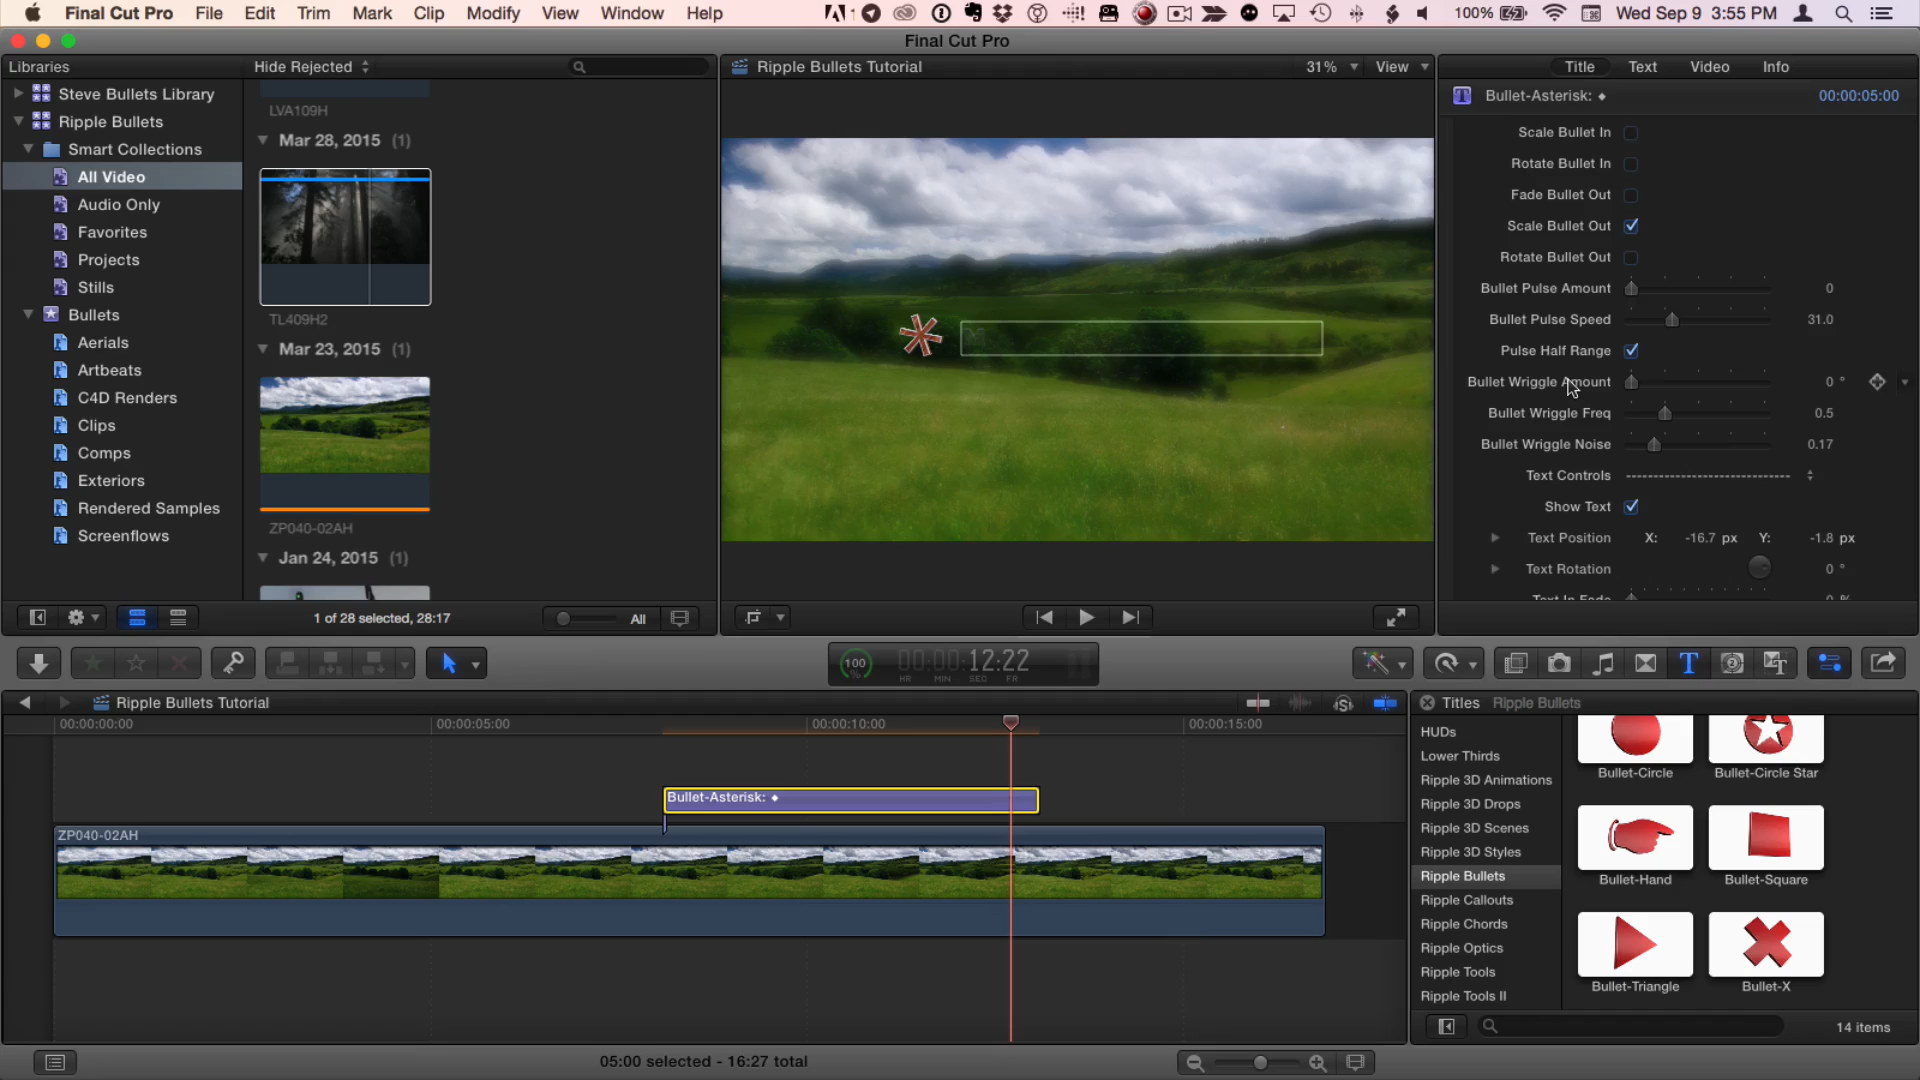 Final Cut Pro File Edit Trim Mark Clip Modify View Window Help 100% Wed Sep 9 3:55 PM
Final Cut Pro
Libraries
Steve Bullets Library
Ripple Bullets
Smart Collections
All Video
Audio Only
Favorites
Projects
Stills
Bullets
Aerials
Artbeats
C4D Renders
Clips
Comps
Exteriors
Rendered Samples
Screenflows
Hide Rejected
LVA109H
Mar 28, 2015 (1)
TL409H2
Mar 23, 2015 (1)
ZP040-02AH
Jan 24, 2015 (1)
1 of 28 selected, 28:17
All
Ripple Bullets Tutorial 31% View
Title Text Video Info
Bullet-Asterisk: ⬥ 00:00:05:00
Scale Bullet In
Rotate Bullet In
Fade Bullet Out
Scale Bullet Out
Rotate Bullet Out
Bullet Pulse Amount 0
Bullet Pulse Speed 31.0
Pulse Half Range
Bullet Wriggle Amount 0 °
Bullet Wriggle Freq 0.5
Bullet Wriggle Noise 0.17
Text Controls
Show Text
Text Position X: -16.7 px Y: -1.8 px
Text Rotation 0 °
Text In Fade 0 %
100 % 00:00:12:22
HR MIN SEC FR
Ripple Bullets Tutorial
00:00:00:00 00:00:05:00 00:00:10:00 00:00:15:00
Bullet-Asterisk: ⬥
ZP040-02AH
05:00 selected - 16:27 total
Titles Ripple Bullets
HUDs
Lower Thirds
Ripple 3D Animations
Ripple 3D Drops
Ripple 3D Scenes
Ripple 3D Styles
Ripple Bullets
Ripple Callouts
Ripple Chords
Ripple Optics
Ripple Tools
Ripple Tools II
Bullet-Circle Bullet-Circle Star
Bullet-Hand Bullet-Square
Bullet-Triangle Bullet-X
14 items